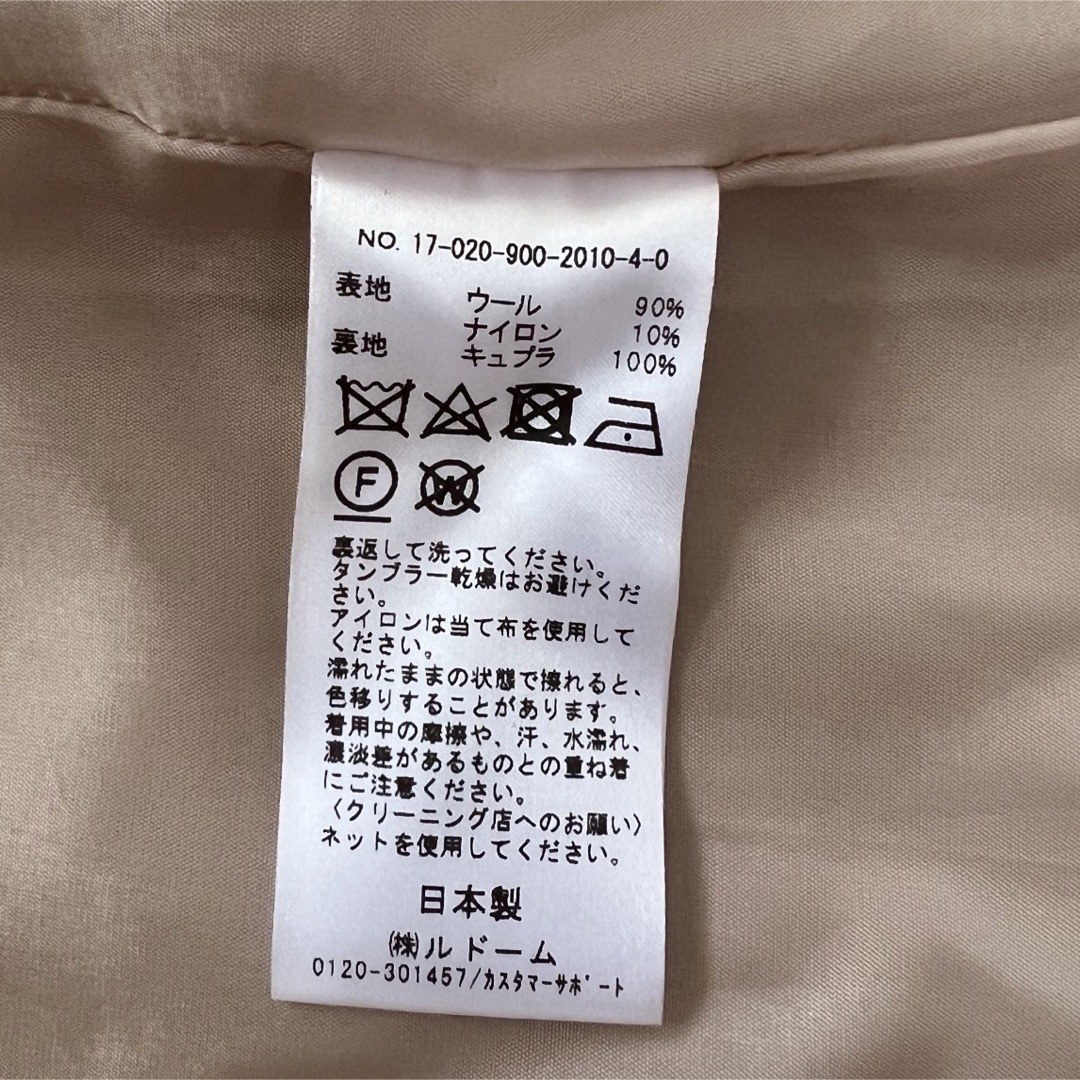 NO. 17-020-900-2010-4-0
表地 ウール 90%
ナイロン 10%
裏地 キュプラ 100%
F W
裏返して洗ってください。
タンブラー乾燥はお避けくだ
さい。
アイロンは当て布を使用して
ください。
濡れたままの状態で擦れると、
色移りすることがあります。
着用中の摩擦や、汗、水濡れ、
濃淡差があるものとの重ね着
にご注意ください。
〈クリーニング店へのお願い〉
ネットを使用してください。
日本製
㈱ルドーム
0120-301457/カスタマーサポート